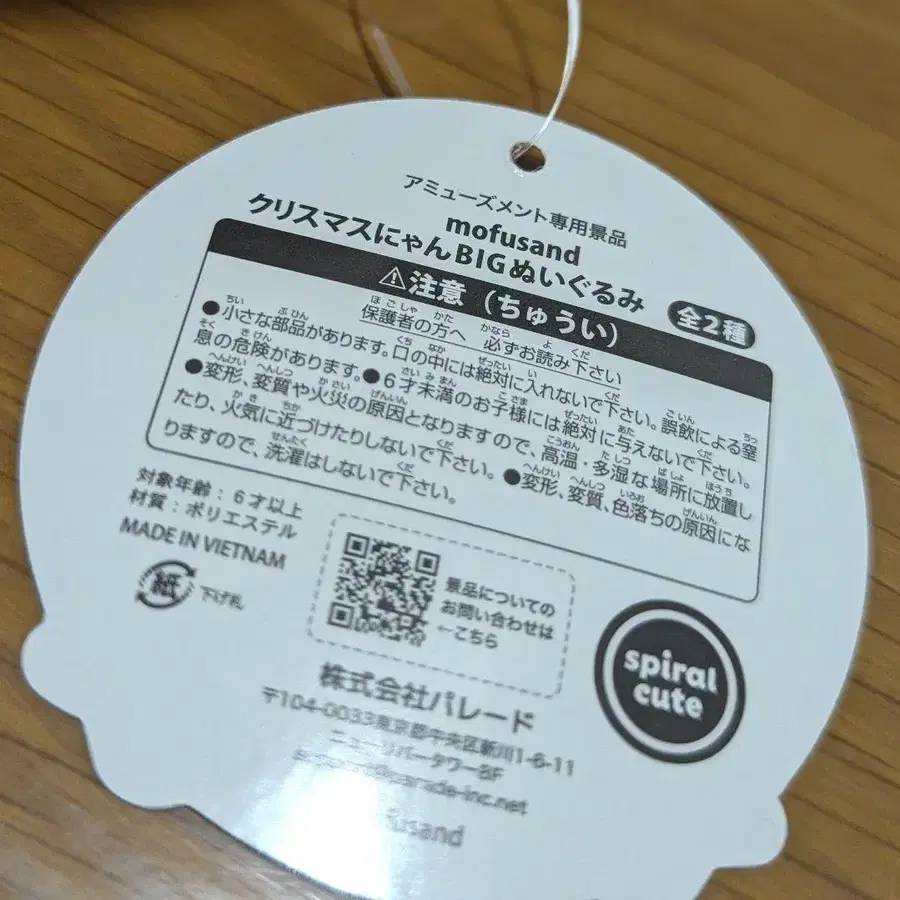 アミューズメント専用景品
mofusand
クリスマスにゃんBIGぬいぐるみ 全2種
⚠注意（ちゅうい）
保護者の方へ 必ずお読み下さい
●小さな部品があります。口の中には絶対に入れないで下さい。誤飲による窒
息の危険があります。●6才未満のお子様には絶対に与えないで下さい。
●変形、変質や火災の原因となりますので、高温・多湿な場所に放置し
たり、火気に近づけたりしないで下さい。●変形、変質、色落ちの原因にな
りますので、洗濯はしないで下さい。
対象年齢：6才以上
材質：ポリエステル
MADE IN VIETNAM
紙 下げ札
景品についての
お問い合わせは
←こちら
spiral
cute
株式会社パレード
〒104-0033東京都中央区新川1-6-11
ニューリバータワー8F